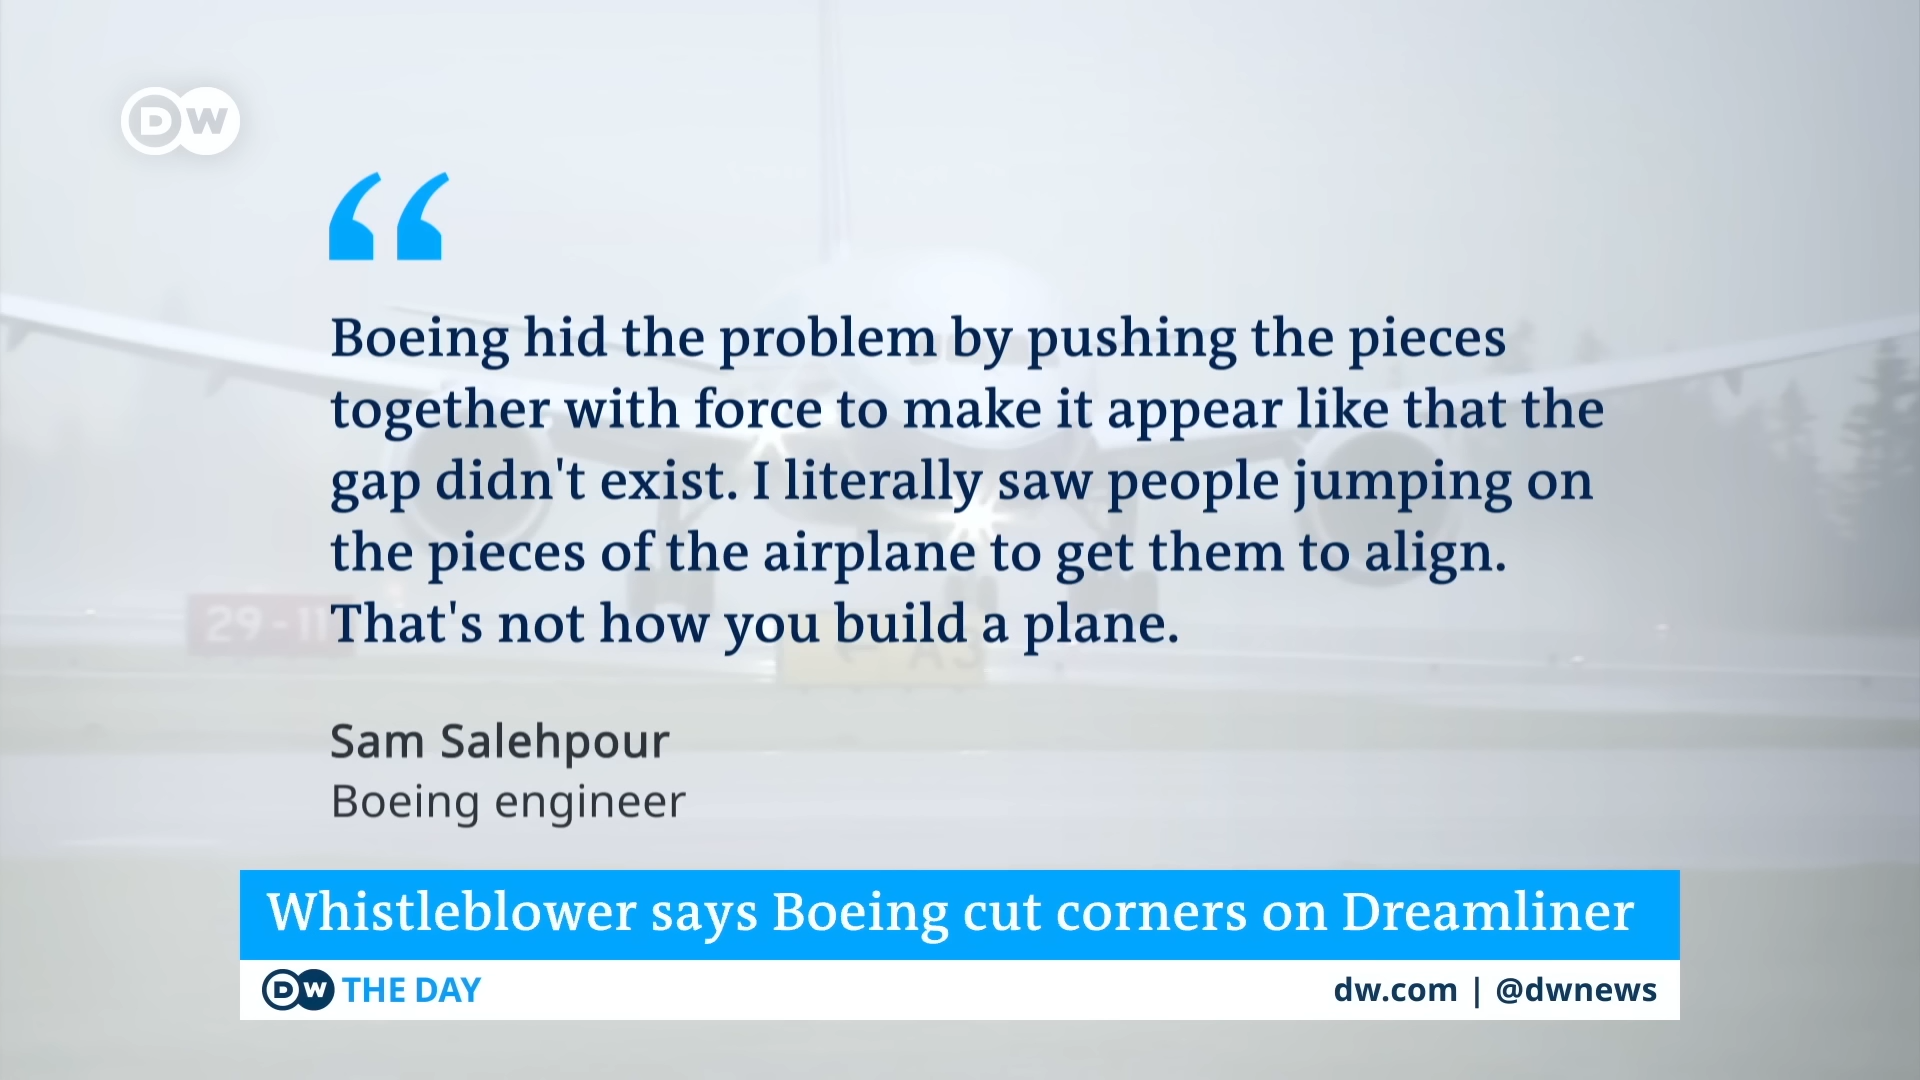 DW
“
Boeing hid the problem by pushing the pieces
together with force to make it appear like that the
gap didn't exist. I literally saw people jumping on
the pieces of the airplane to get them to align.
29-11
That's not how you build a plane.
← A3
Sam Salehpour
Boeing engineer
Whistleblower says Boeing cut corners on Dreamliner
DW THE DAY
dw.com | @dwnews